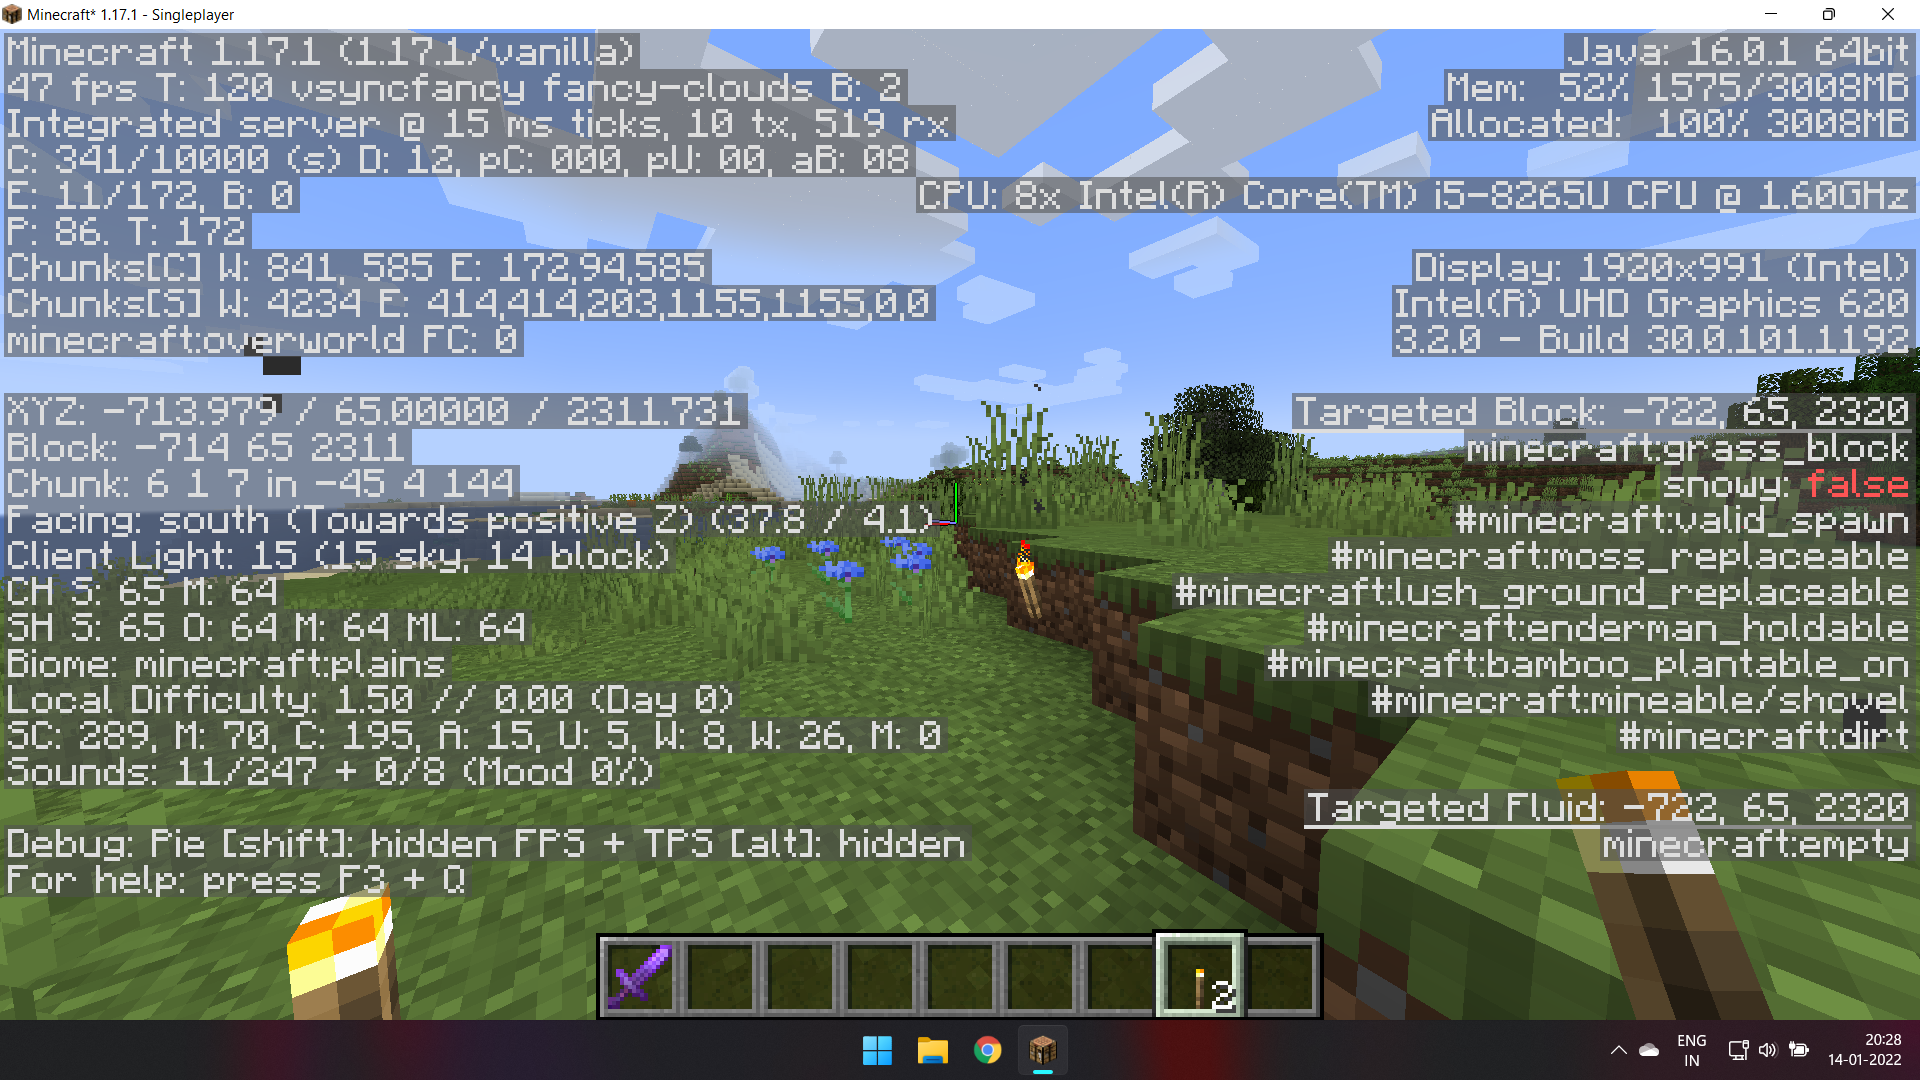 Minecraft* 1.17.1 - Singleplayer
Minecraft 1.17.1 (1.17.1/vanilla)
47 fps T: 120 vsyncfancy fancy-clouds B: 2
Integrated server @ 15 ms ticks, 10 tx, 519 rx
C: 341/10000 (s) D: 12, pC: 000, pU: 00, aB: 08
E: 11/172, B: 0
P: 86. T: 172
Chunks[C] W: 841, 585 E: 172,94,585
Chunks[S] W: 4234 E: 414,414,203,1155,1155,0,0
minecraft:overworld FC: 0
XYZ: -713.979 / 65.00000 / 2311.731
Block: -714 65 2311
Chunk: 6 1 7 in -45 4 144
Facing: south (Towards positive Z) (37.8 / 4.1)
Client Light: 15 (15 sky, 14 block)
CH S: 65 M: 64
SH S: 65 O: 64 M: 64 ML: 64
Biome: minecraft:plains
Local Difficulty: 1.50 // 0.00 (Day 0)
SC: 289, M: 70, C: 195, A: 15, U: 5, W: 8, W: 26, M: 0
Sounds: 11/247 + 0/8 (Mood 0%)
Debug: Pie [shift]: hidden FPS + TPS [alt]: hidden
For help: press F3 + Q
Java: 16.0.1 64bit
Mem: 52% 1575/3008MB
Allocated: 100% 3008MB
CPU: 8x Intel(R) Core(TM) i5-8265U CPU @ 1.60GHz
Display: 1920x991 (Intel)
Intel(R) UHD Graphics 620
3.2.0 - Build 30.0.101.1192
Targeted Block: -722, 65, 2320
minecraft:grass_block
snowy: false
#minecraft:valid_spawn
#minecraft:moss_replaceable
#minecraft:lush_ground_replaceable
#minecraft:enderman_holdable
#minecraft:bamboo_plantable_on
#minecraft:mineable/shovel
#minecraft:dirt
Targeted Fluid: -722, 65, 2320
minecraft:empty
2
ENG
IN
20:28
14-01-2022